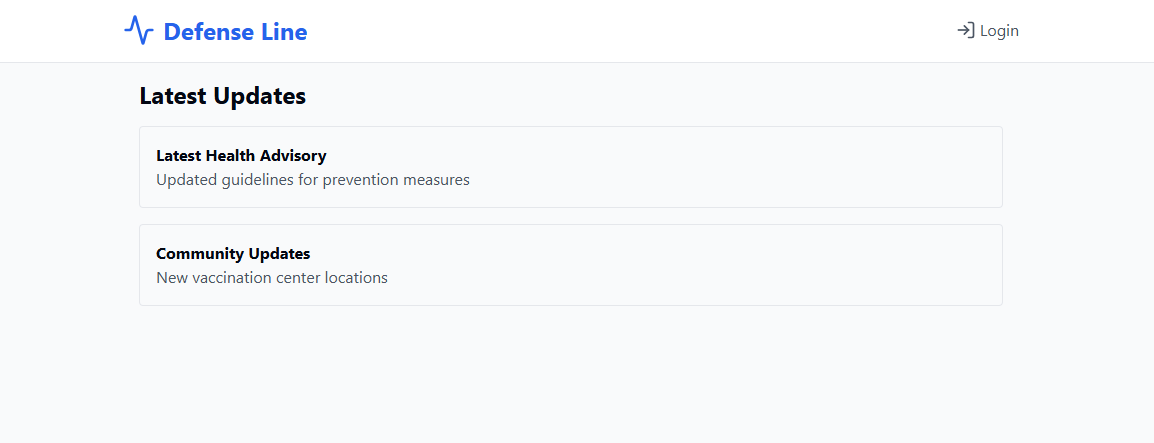 Defense Line
Login
Latest Updates
Latest Health Advisory
Updated guidelines for prevention measures
Community Updates
New vaccination center locations